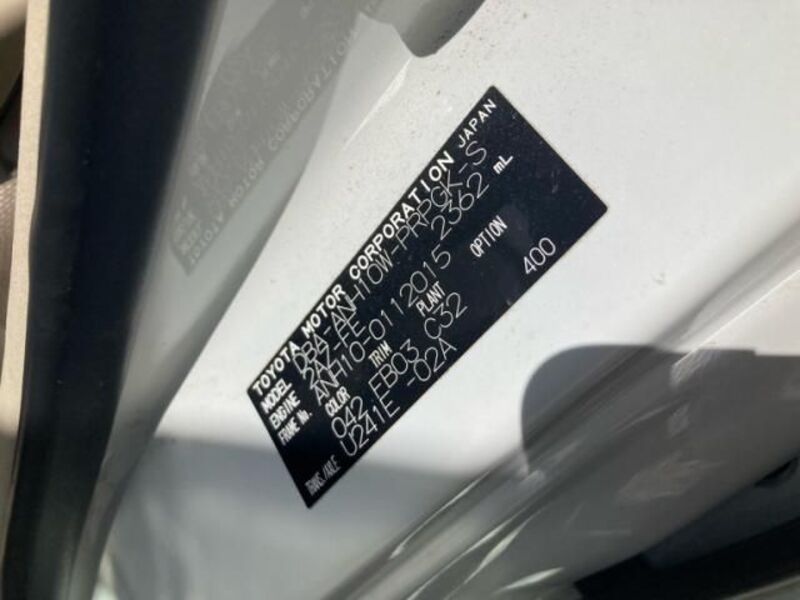 TOYOTA MOTOR CORPORATION JAPAN
MODEL DBA-ANH10W-PRPGK-S
ENGINE 2AZ-FE 2362 mL
FRAME No. ANH10-0112015
COLOR TRIM PLANT OPTION
042 FB03 C32 400
TRANS./AXLE U241E -02A